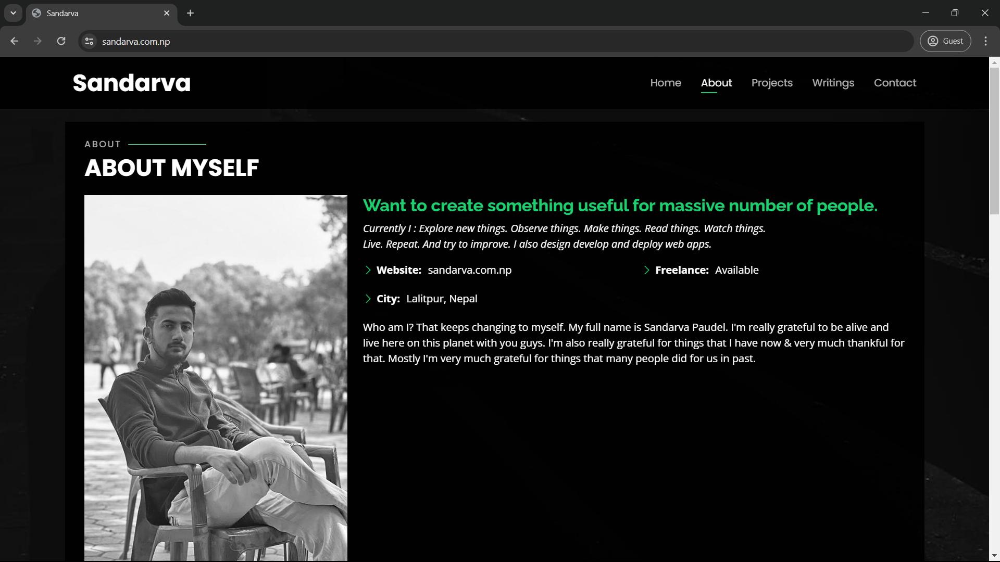 Sandarva
sandarva.com.np
Guest
Sandarva
Home About Projects Writings Contact
ABOUT
ABOUT MYSELF
Want to create something useful for massive number of people.
Currently I : Explore new things. Observe things. Make things. Read things. Watch things.
Live. Repeat. And try to improve. I also design develop and deploy web apps.
Website: sandarva.com.np
Freelance: Available
City: Lalitpur, Nepal
Who am I? That keeps changing to myself. My full name is Sandarva Paudel. I'm really grateful to be alive and
live here on this planet with you guys. I'm also really grateful for things that I have now & very much thankful for
that. Mostly I'm very much grateful for things that many people did for us in past.